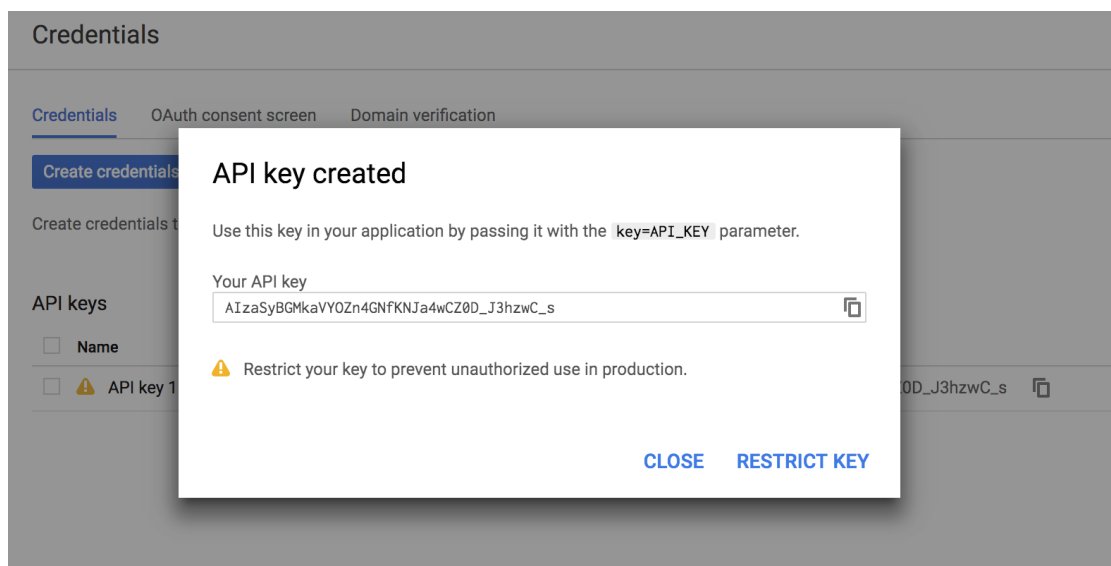 Credentials
Credentials OAuth consent screen Domain verification
Create credentials
Create credentials t
API key created
Use this key in your application by passing it with the key=API_KEY parameter.
Your API key
AIzaSyBGMkaVYOZn4GNfKNJa4wCZ0D_J3hzwC_s
Restrict your key to prevent unauthorized use in production.
CLOSE RESTRICT KEY
API keys
Name
API key 1 0D_J3hzwC_s